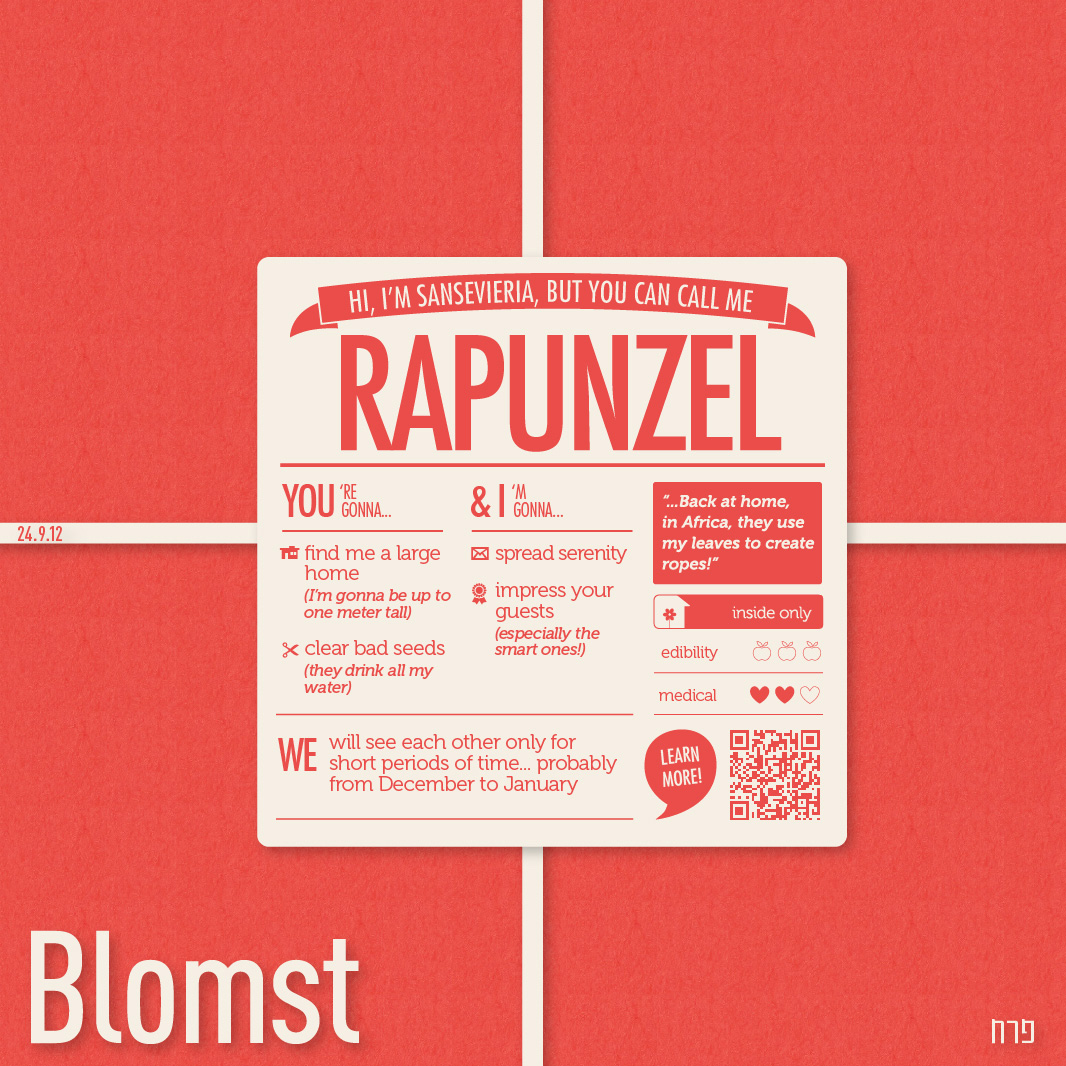 HI, I'M SANSEVIERIA, BUT YOU CAN CALL ME
RAPUNZEL
YOU 'RE
GONNA...
find me a large
home
(I'm gonna be up to
one meter tall)
clear bad seeds
(they drink all my
water)
& I 'M
GONNA...
spread serenity
impress your
guests
(especially the
smart ones!)
"...Back at home,
in Africa, they use
my leaves to create
ropes!"
inside only
edibility
medical
WE will see each other only for
short periods of time... probably
from December to January
LEARN
MORE!
24.9.12
Blomst
פרח